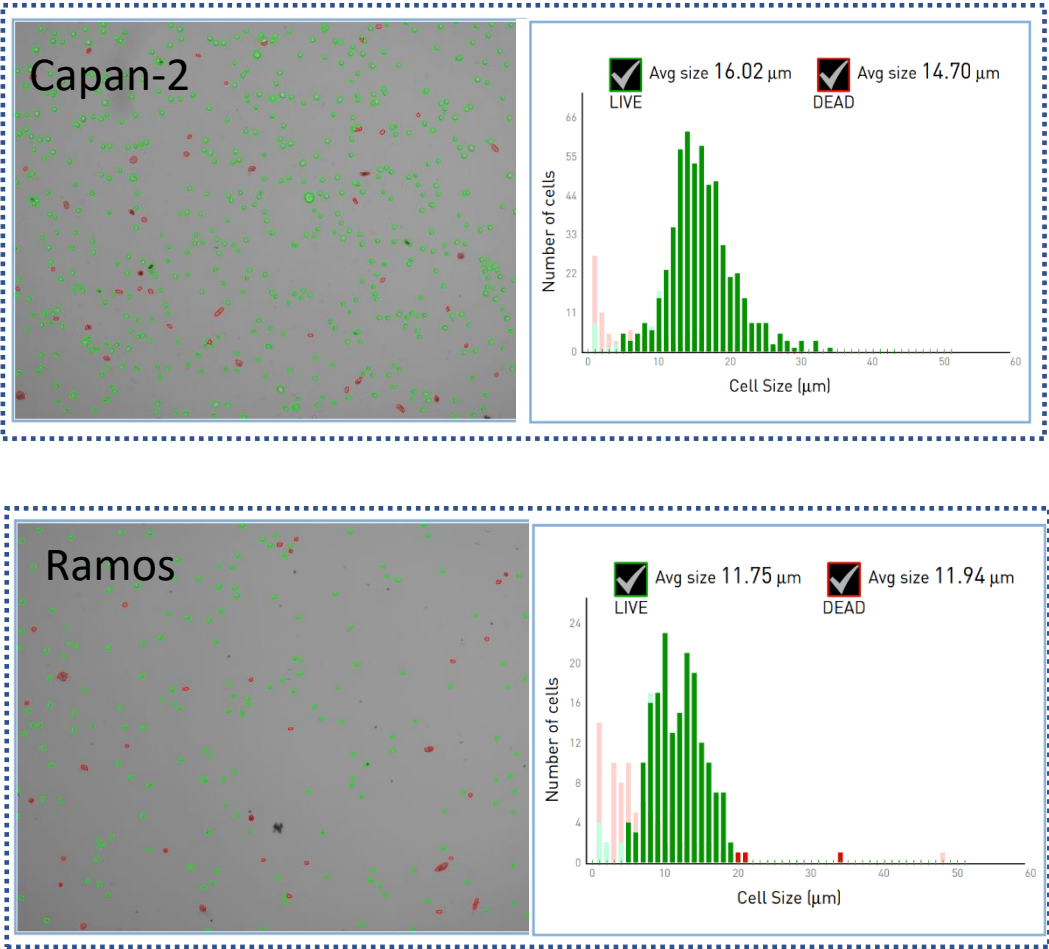 Capan-2
Avg size 16.02 µm
LIVE
Avg size 14.70 µm
DEAD
Number of cells
66
55
44
33
22
11
0
0 10 20 30 40 50 60
Cell Size (µm)
Ramos
Avg size 11.75 µm
LIVE
Avg size 11.94 µm
DEAD
Number of cells
24
20
16
12
8
4
0
0 10 20 30 40 50 60
Cell Size (µm)